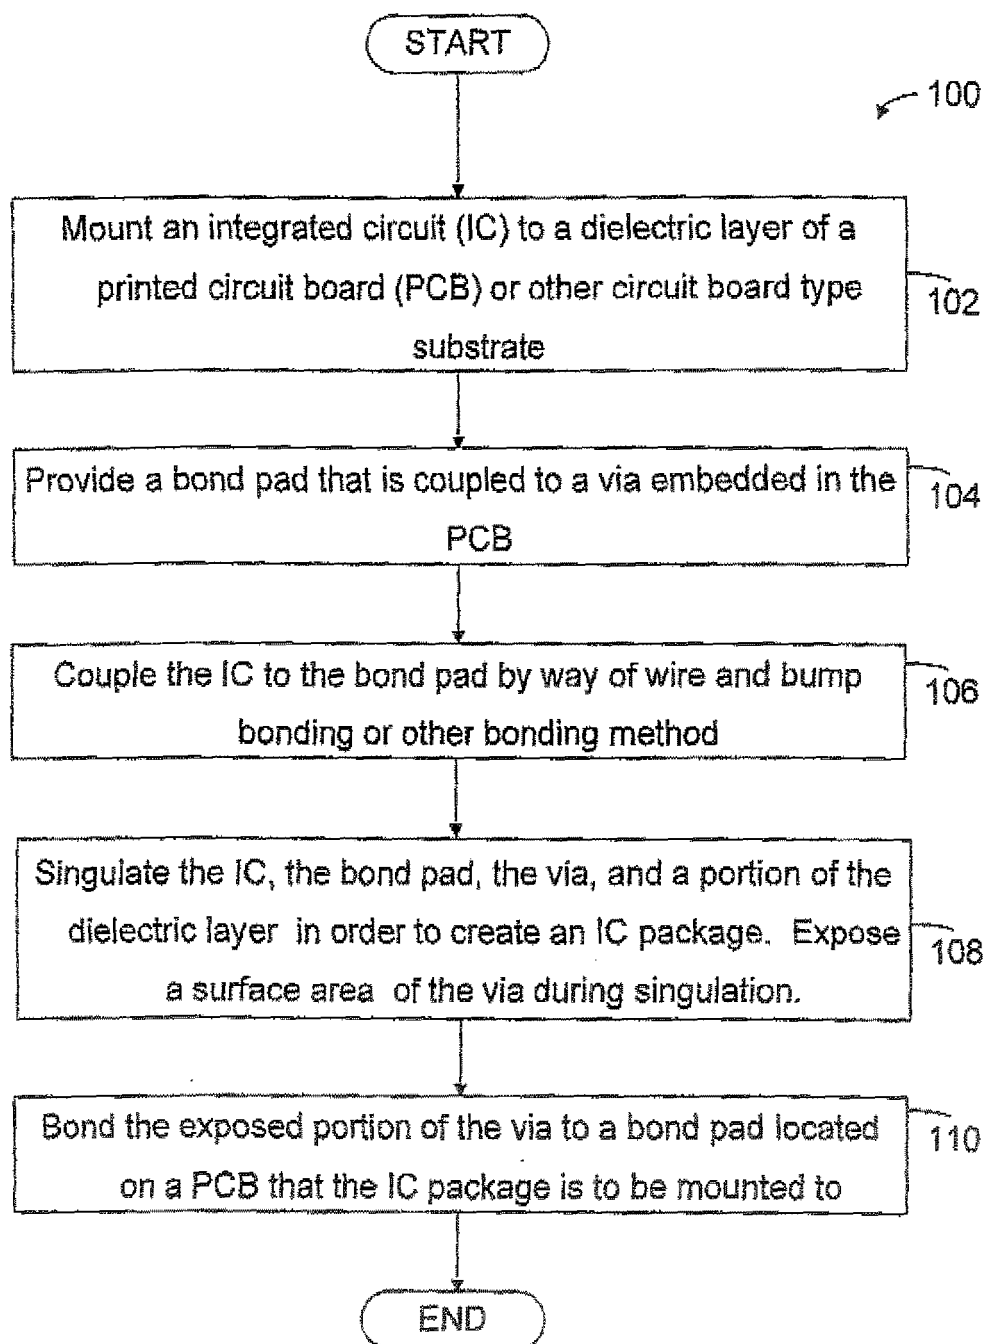 START
100
Mount an integrated circuit (IC) to a dielectric layer of a
printed circuit board (PCB) or other circuit board type
substrate
102
Provide a bond pad that is coupled to a via embedded in the
PCB
104
Couple the IC to the bond pad by way of wire and bump
bonding or other bonding method
106
Singulate the IC, the bond pad, the via, and a portion of the
dielectric layer in order to create an IC package. Expose
a surface area of the via during singulation.
108
Bond the exposed portion of the via to a bond pad located
on a PCB that the IC package is to be mounted to
110
END